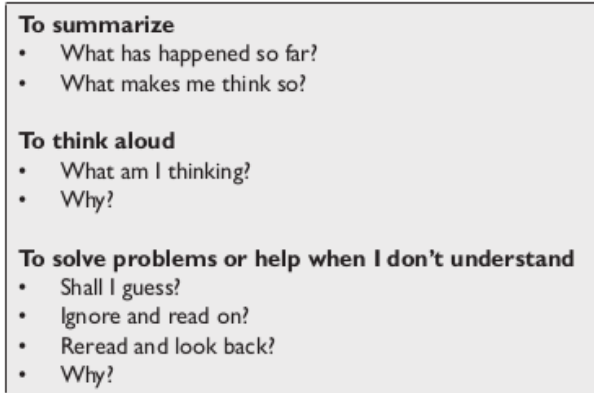 To summarize
• What has happened so far?
• What makes me think so?
To think aloud
• What am I thinking?
• Why?
To solve problems or help when I don't understand
• Shall I guess?
• Ignore and read on?
• Reread and look back?
• Why?